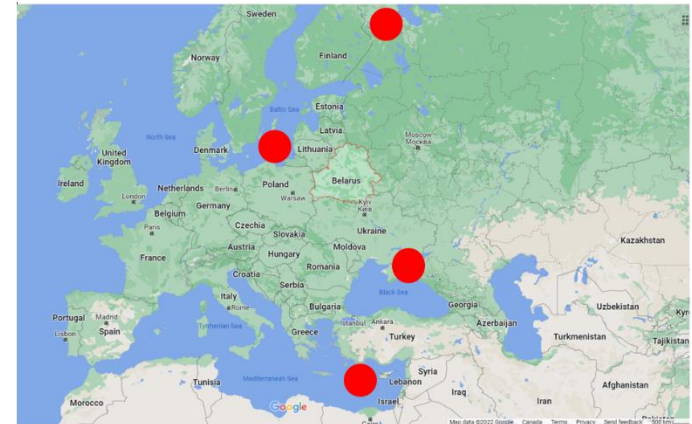 Sweden
Norway
Finland
Baltic Sea
Estonia
North Sea
Latvia
Moscow
Москва
United
Kingdom
Denmark
Lithuania
Ireland
Belarus
Netherlands
Berlin
Poland
London
Warsaw
Germany
Kyiv
Київ
Belgium
Paris
Czechia
Ukraine
Slovakia
Kazakhstan
Austria
Moldova
Hungary
France
Romania
Croatia
Serbia
Black Sea
Italy
Georgia
Uzbekistan
Kyr
Portugal
Madrid
Rome
Bulgaria
Istanbul
Ankara
Azerbaijan
Lisbon
Spain
Tyrrhenian Sea
Greece
Turkey
Turkmenistan
Tajikistan
Syria
Tunisia
Mediterranean Sea
Lebanon
Afghanistan
Iraq
Iran
Morocco
Israel
Google
Map data ©2022 Google Canada Terms Privacy Send feedback 500 km